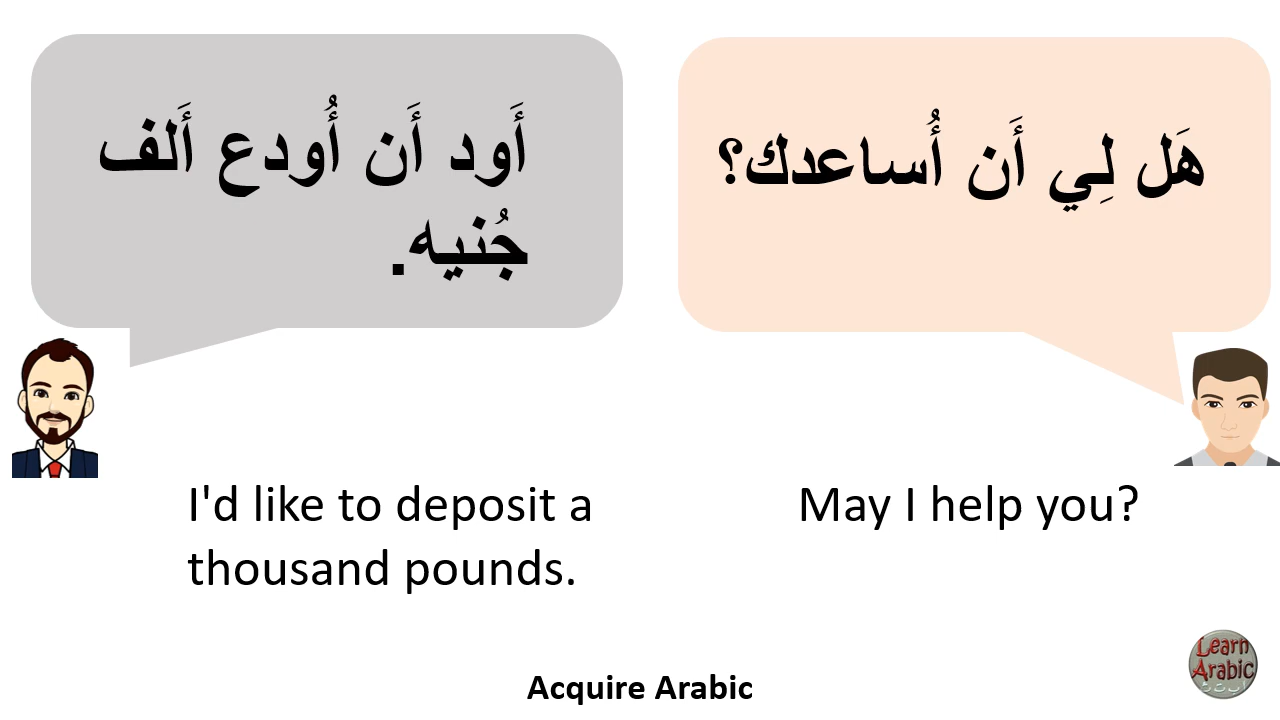 هَل لِي أَن أُساعدك؟
أَود أَن أُودع أَلف
جُنيه.
May I help you?
I'd like to deposit a
thousand pounds.
Acquire Arabic
Learn
Arabic